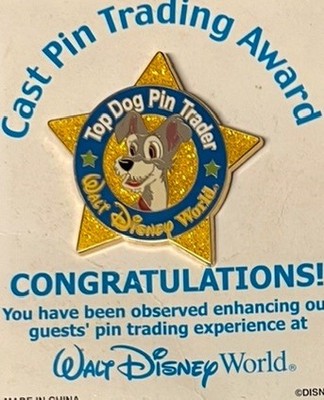 Cast Pin Trading Award
Top Dog Pin Trader
Walt Disney World
CONGRATULATIONS!
You have been observed enhancing ou
guests' pin trading experience at
Walt Disney World®
MADE IN CHINA
©DISN